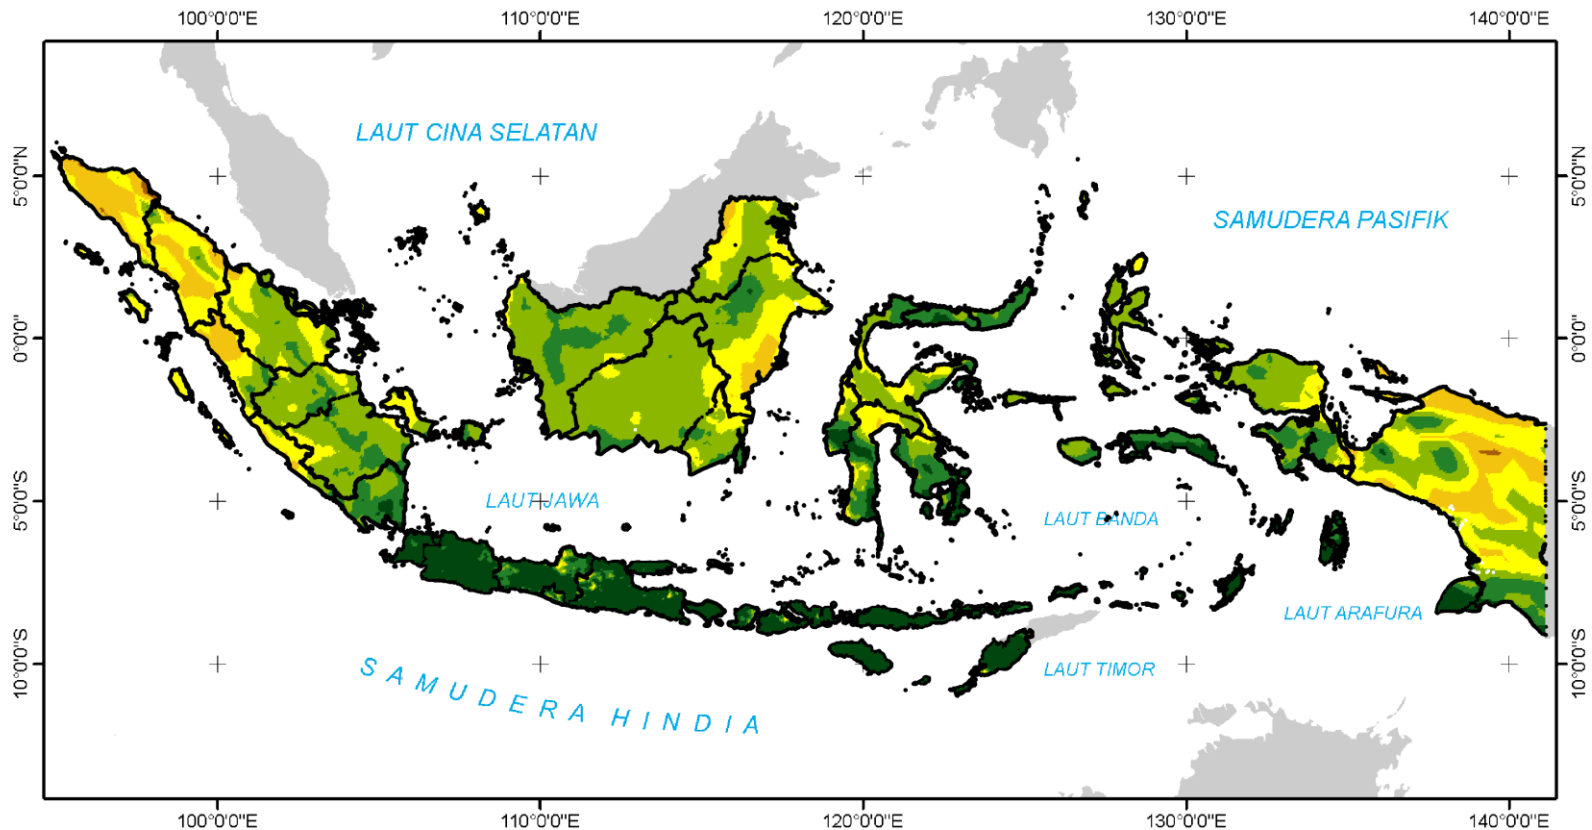 100°0'0"E 110°0'0"E 120°0'0"E 130°0'0"E 140°0'0"E
LAUT CINA SELATAN
5°0'0"N 5°0'0"N
SAMUDERA PASIFIK
0°0'0" 0°0'0"
5°0'0"S LAUT JAWA 5°0'0"S
LAUT BANDA
LAUT ARAFURA
10°0'0"S LAUT TIMOR 10°0'0"S
SAMUDERA HINDIA
100°0'0"E 110°0'0"E 120°0'0"E 130°0'0"E 140°0'0"E